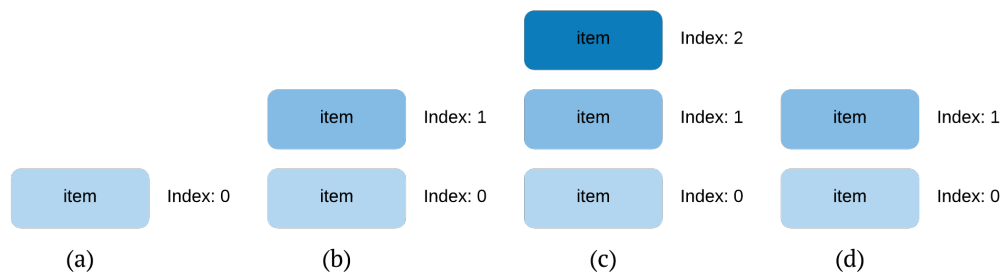 item Index: 2
item Index: 1 item Index: 1 item Index: 1
item Index: 0 item Index: 0 item Index: 0 item Index: 0
(a) (b) (c) (d)